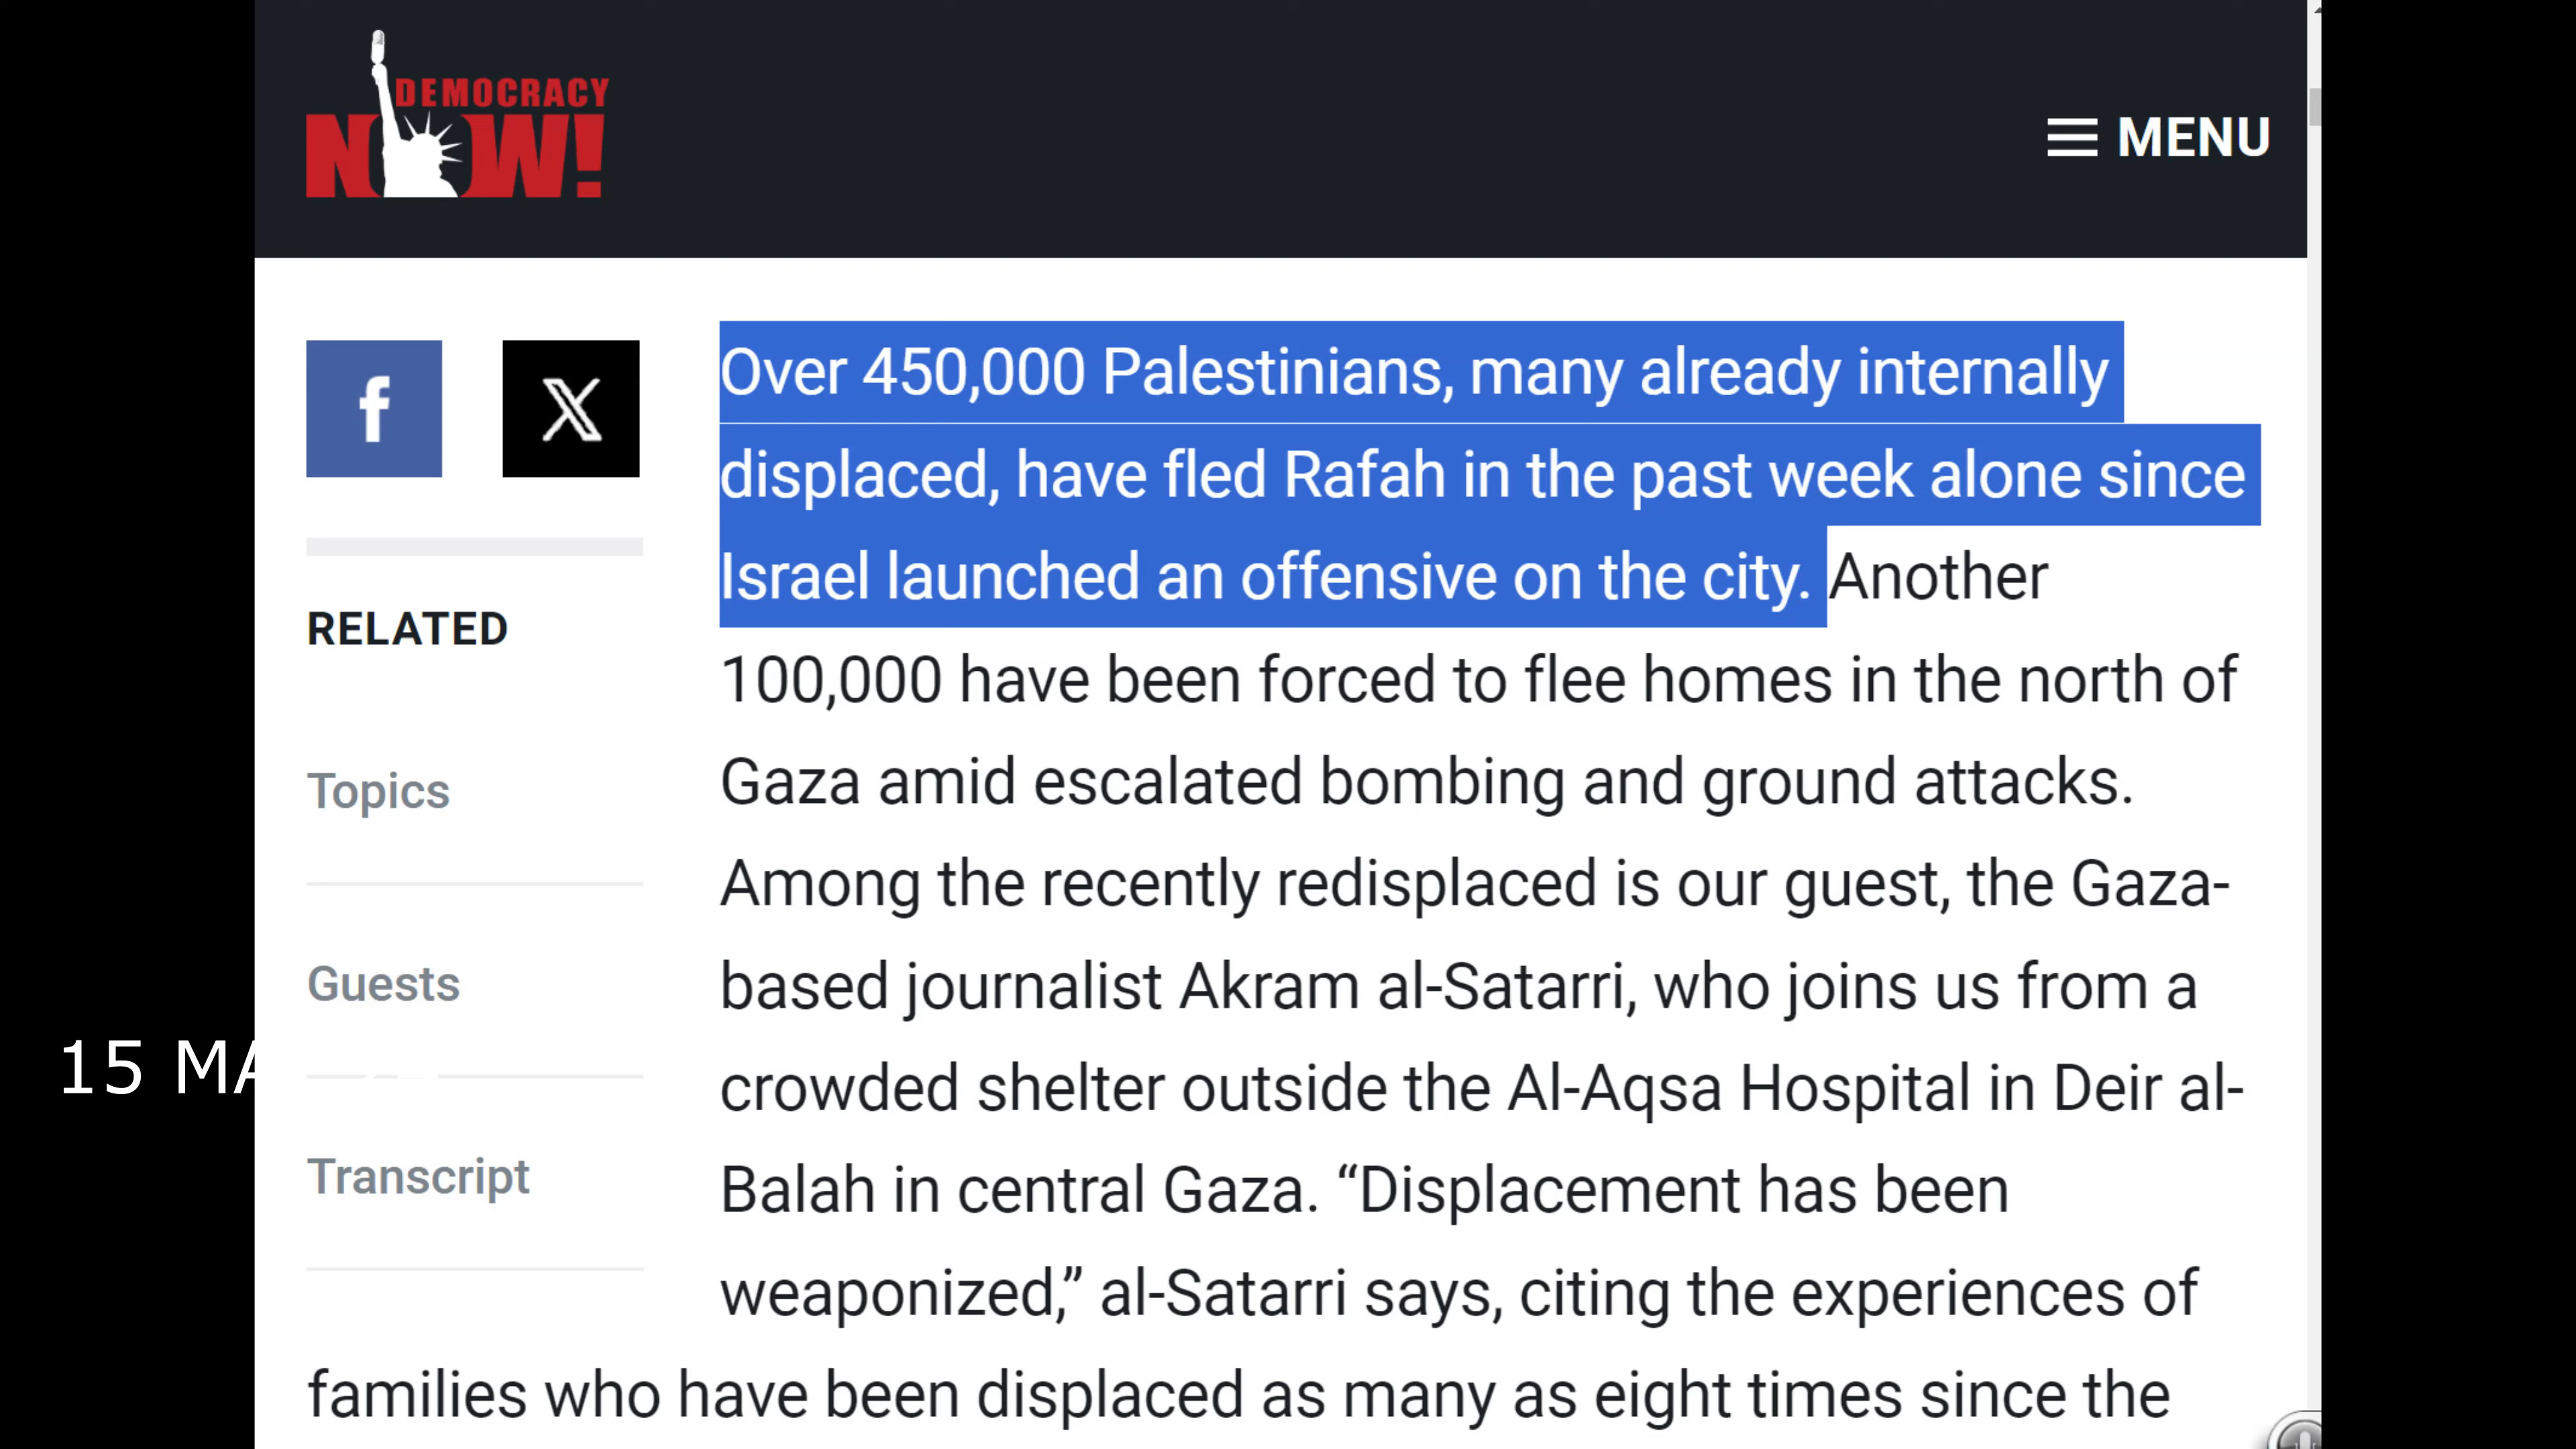 DEMOCRACY
NOW!
MENU
Over 450,000 Palestinians, many already internally
displaced, have fled Rafah in the past week alone since
Israel launched an offensive on the city. Another
100,000 have been forced to flee homes in the north of
Gaza amid escalated bombing and ground attacks.
Among the recently redisplaced is our guest, the Gaza-
based journalist Akram al-Satarri, who joins us from a
crowded shelter outside the Al-Aqsa Hospital in Deir al-
Balah in central Gaza. “Displacement has been
weaponized,” al-Satarri says, citing the experiences of
families who have been displaced as many as eight times since the
f
X
RELATED
Topics
Guests
Transcript
15 MA